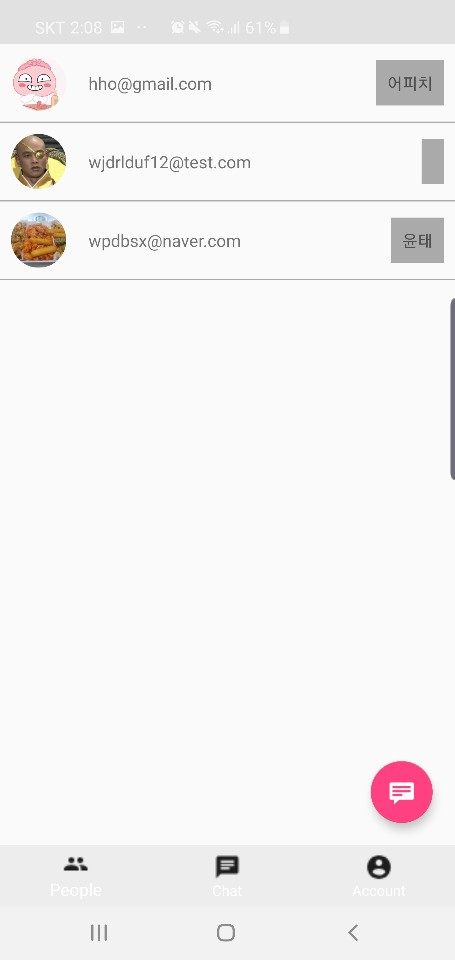 SKT 2:08 61%
hho@gmail.com 어피치
wjdrlduf12@test.com
wpdbsx@naver.com 윤태
People Chat Account